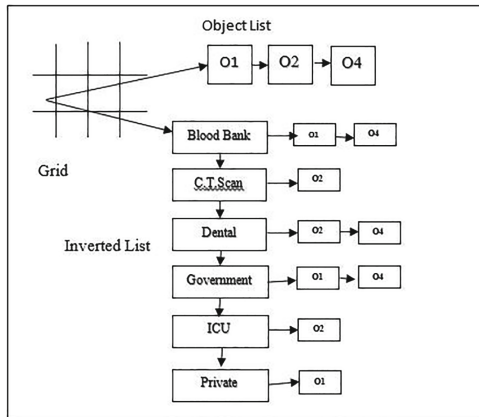 Object List
O1 O2 O4
Blood Bank O1 O4
Grid
C.T.Scan O2
Inverted List
Dental O2 O4
Government O1 O4
ICU O2
Private O1